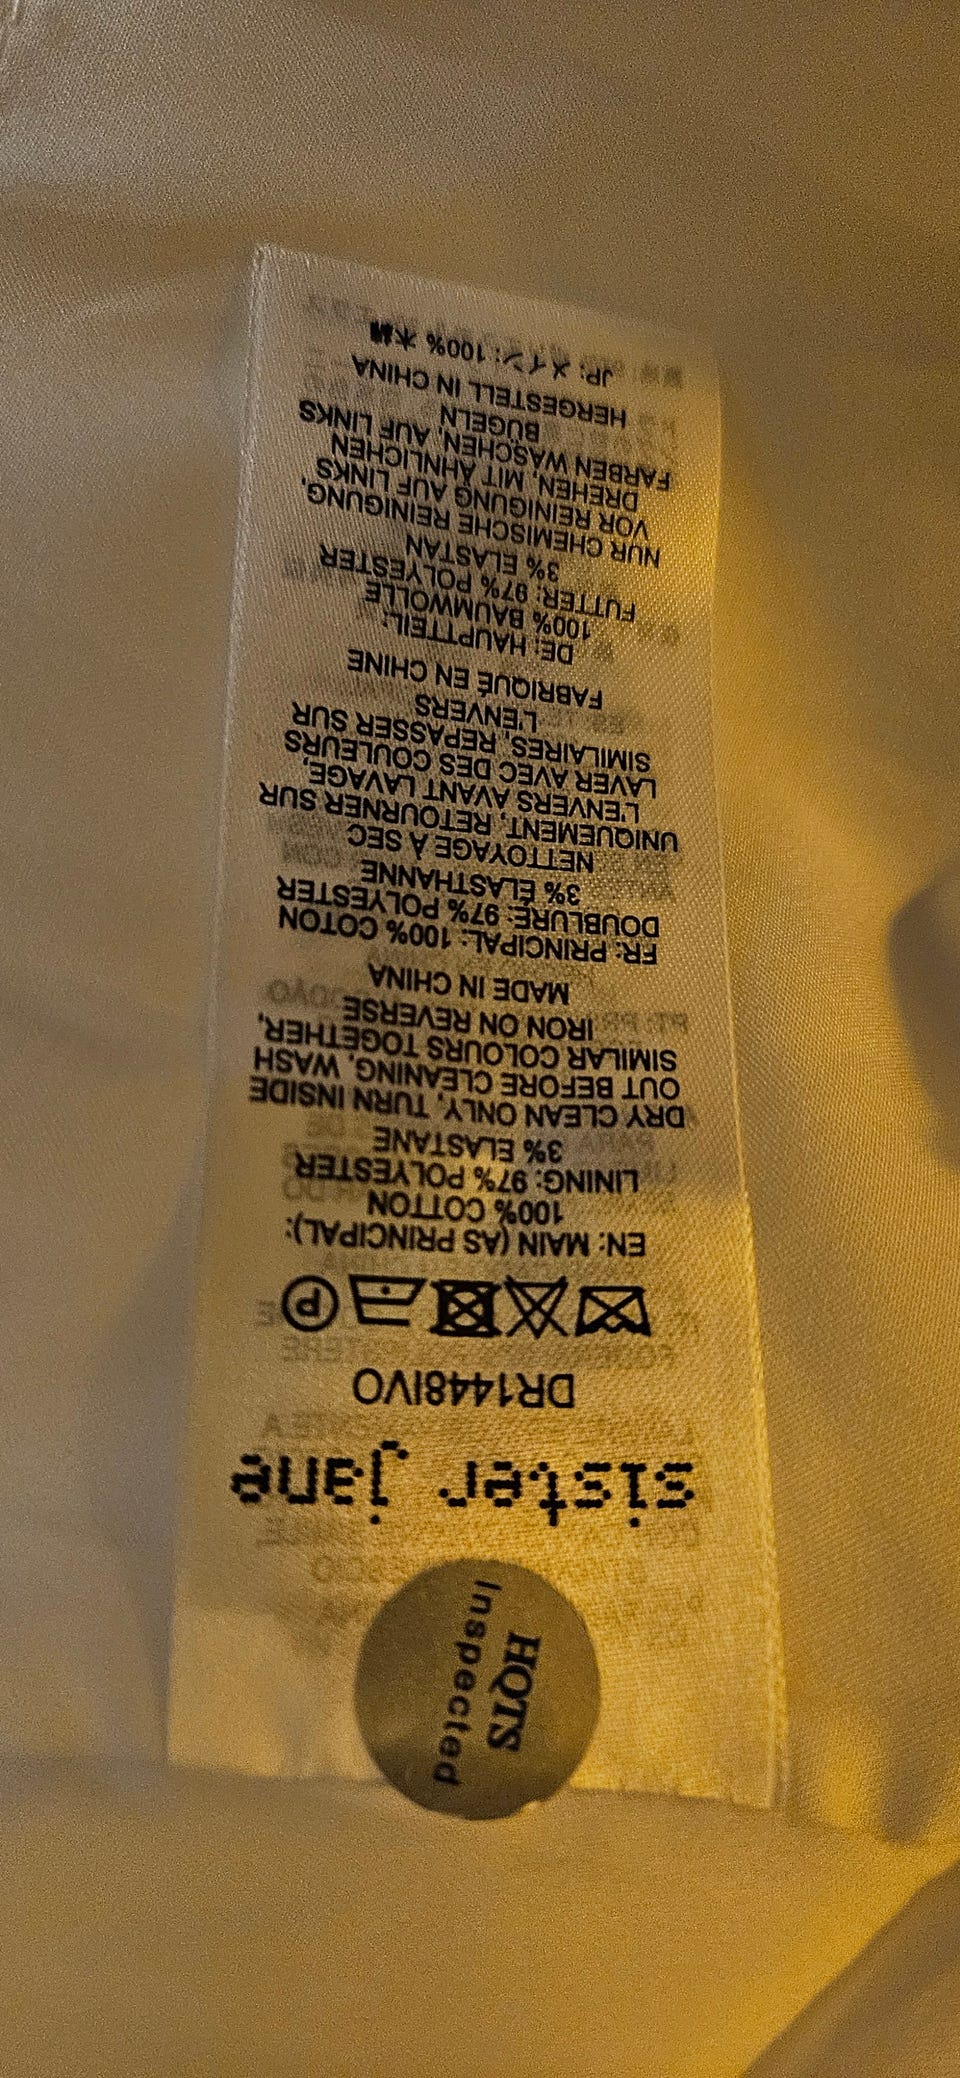 HQTS
Inspected
sister jane
DR1448IVO
P
EN: MAIN (AS PRINCIPAL):
100% COTTON
LINING: 97% POLYESTER
3% ELASTANE
DRY CLEAN ONLY, TURN INSIDE
OUT BEFORE CLEANING, WASH
SIMILAR COLOURS TOGETHER,
IRON ON REVERSE
MADE IN CHINA
FR: PRINCIPAL: 100% COTON
DOUBLURE: 97% POLYESTER
3% ÉLASTHANNE
NETTOYAGE À SEC
UNIQUEMENT, RETOURNER SUR
L'ENVERS AVANT LAVAGE,
LAVER AVEC DES COULEURS
SIMILAIRES, REPASSER SUR
L'ENVERS
FABRIQUÉ EN CHINE
DE: HAUPTTEIL:
100% BAUMWOLLE
FUTTER: 97% POLYESTER
3% ELASTAN
NUR CHEMISCHE REINIGUNG,
VOR REINIGUNG AUF LINKS
DREHEN, MIT ÄHNLICHEN
FARBEN WASCHEN, AUF LINKS
BÜGELN
HERGESTELL IN CHINA
JP: メイン: 100% 木綿